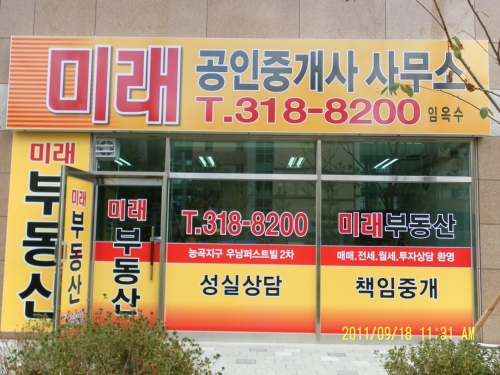 미래 공인중개사 사무소
T.318-8200 임옥수
미래
부동산
부동산
미래
부동산
T.318-8200
능곡지구 우남퍼스트빌 2차
성실상담
미래부동산
매매,전세,월세,투자상담 환영
책임중개
2011/09/18 11:31 AM